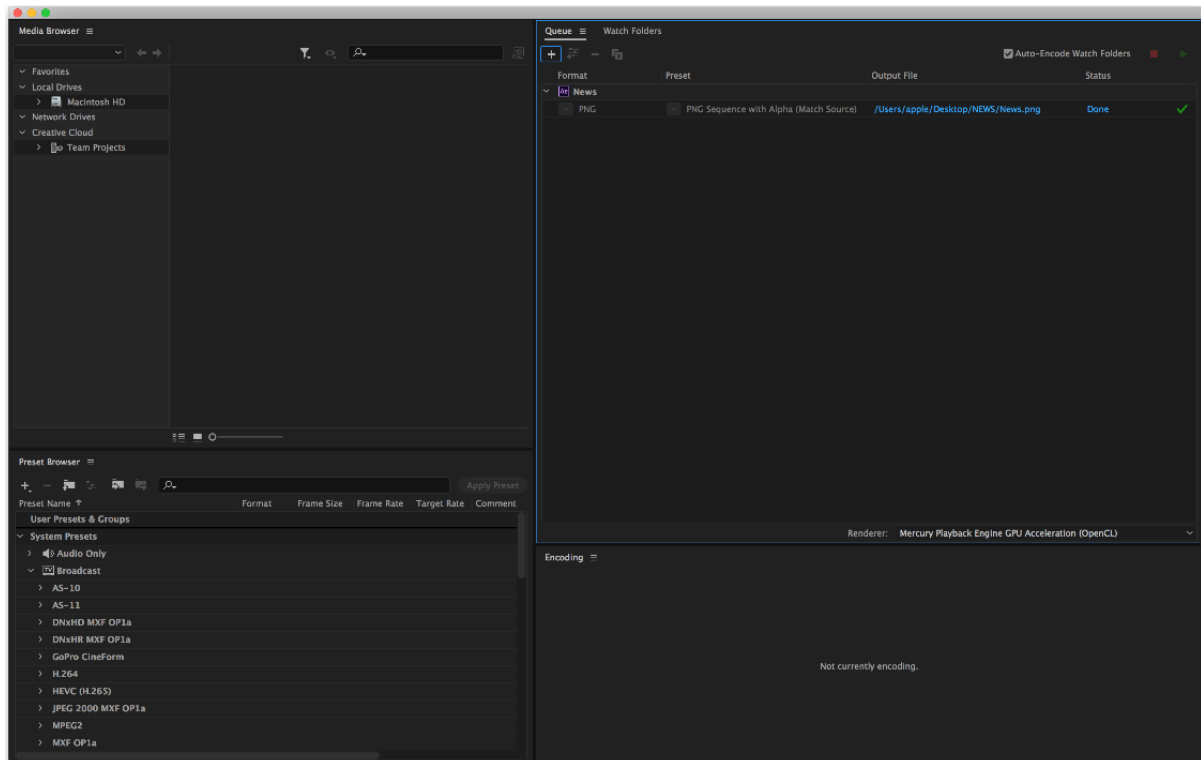 Media Browser
Favorites
Local Drives
Macintosh HD
Network Drives
Creative Cloud
Team Projects
Preset Browser
Apply Preset
Preset Name Format Frame Size Frame Rate Target Rate Comment
User Presets & Groups
System Presets
Audio Only
Broadcast
AS-10
AS-11
DNxHD MXF OP1a
DNxHR MXF OP1a
GoPro CineForm
H.264
HEVC (H.265)
JPEG 2000 MXF OP1a
MPEG2
MXF OP1a
Queue Watch Folders
Auto-Encode Watch Folders
Format Preset Output File Status
Ae News
PNG PNG Sequence with Alpha (Match Source) /Users/apple/Desktop/NEWS/News.png Done
Renderer: Mercury Playback Engine GPU Acceleration (OpenCL)
Encoding
Not currently encoding.